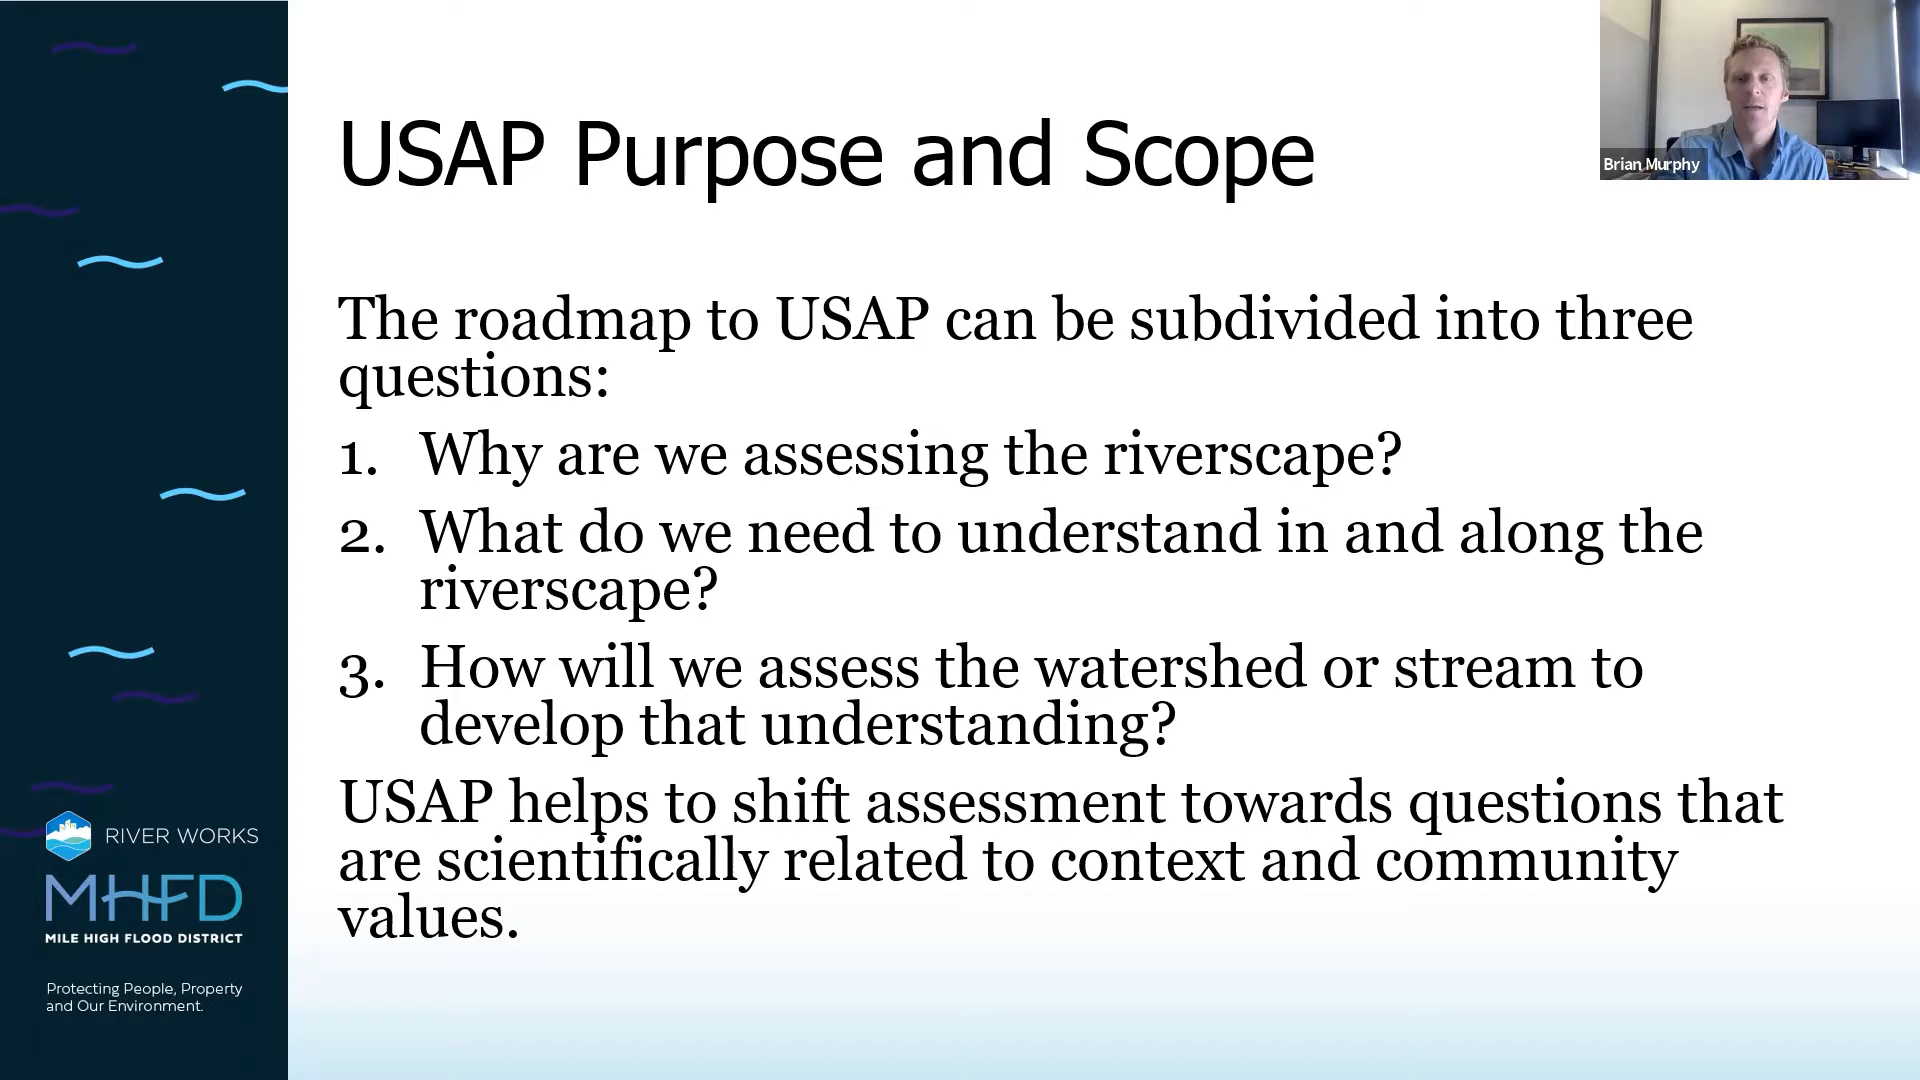 USAP Purpose and Scope
Brian Murphy
The roadmap to USAP can be subdivided into three
questions:
1. Why are we assessing the riverscape?
2. What do we need to understand in and along the
riverscape?
3. How will we assess the watershed or stream to
develop that understanding?
USAP helps to shift assessment towards questions that
are scientifically related to context and community
values.
RIVER WORKS
MHFD
MILE HIGH FLOOD DISTRICT
Protecting People, Property
and Our Environment.